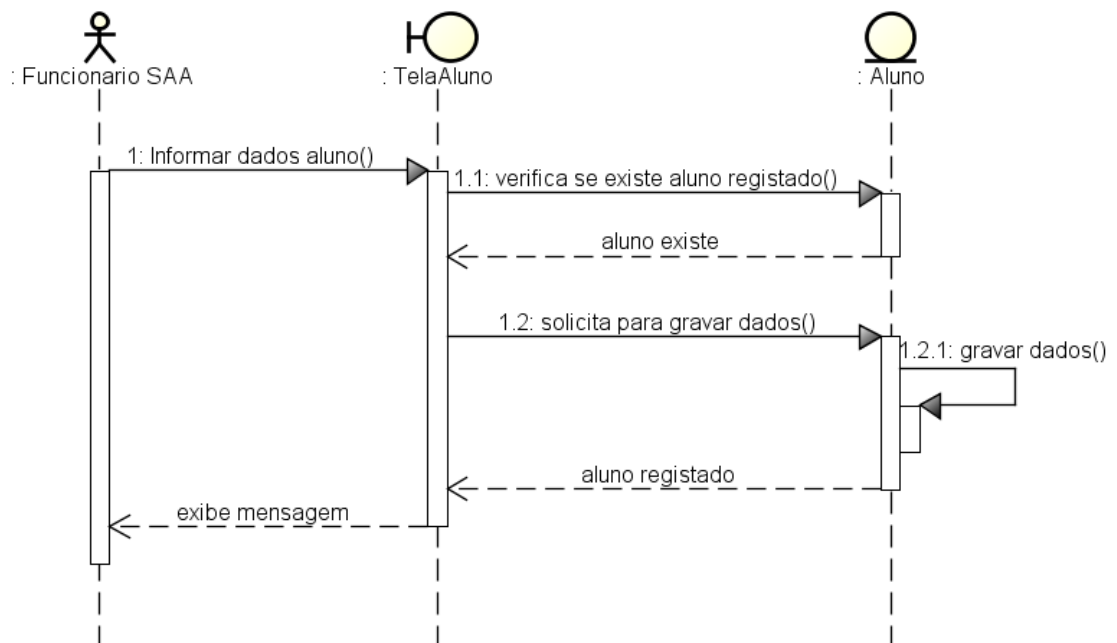 : Funcionario SAA
: TelaAluno
: Aluno
1: Informar dados aluno()
1.1: verifica se existe aluno registado()
aluno existe
1.2: solicita para gravar dados()
1.2.1: gravar dados()
aluno registado
exibe mensagem